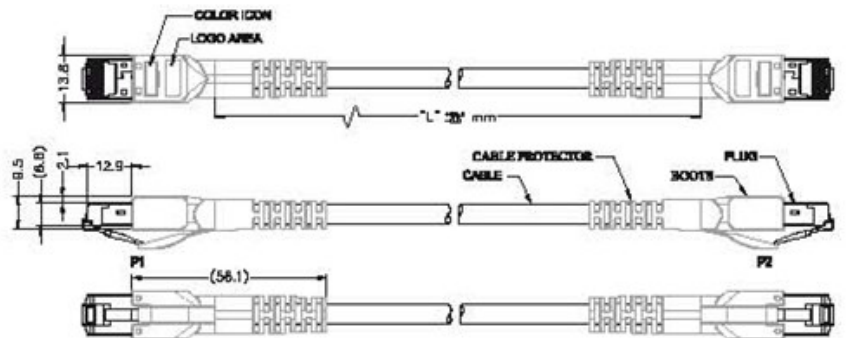 COLOR ICON
LOGO AREA
13.8
"L" mm
9.5
(6.8)
2.1
12.9
CABLE PROTECTOR
CABLE
BOOTS
PLUG
P1
P2
(56.1)